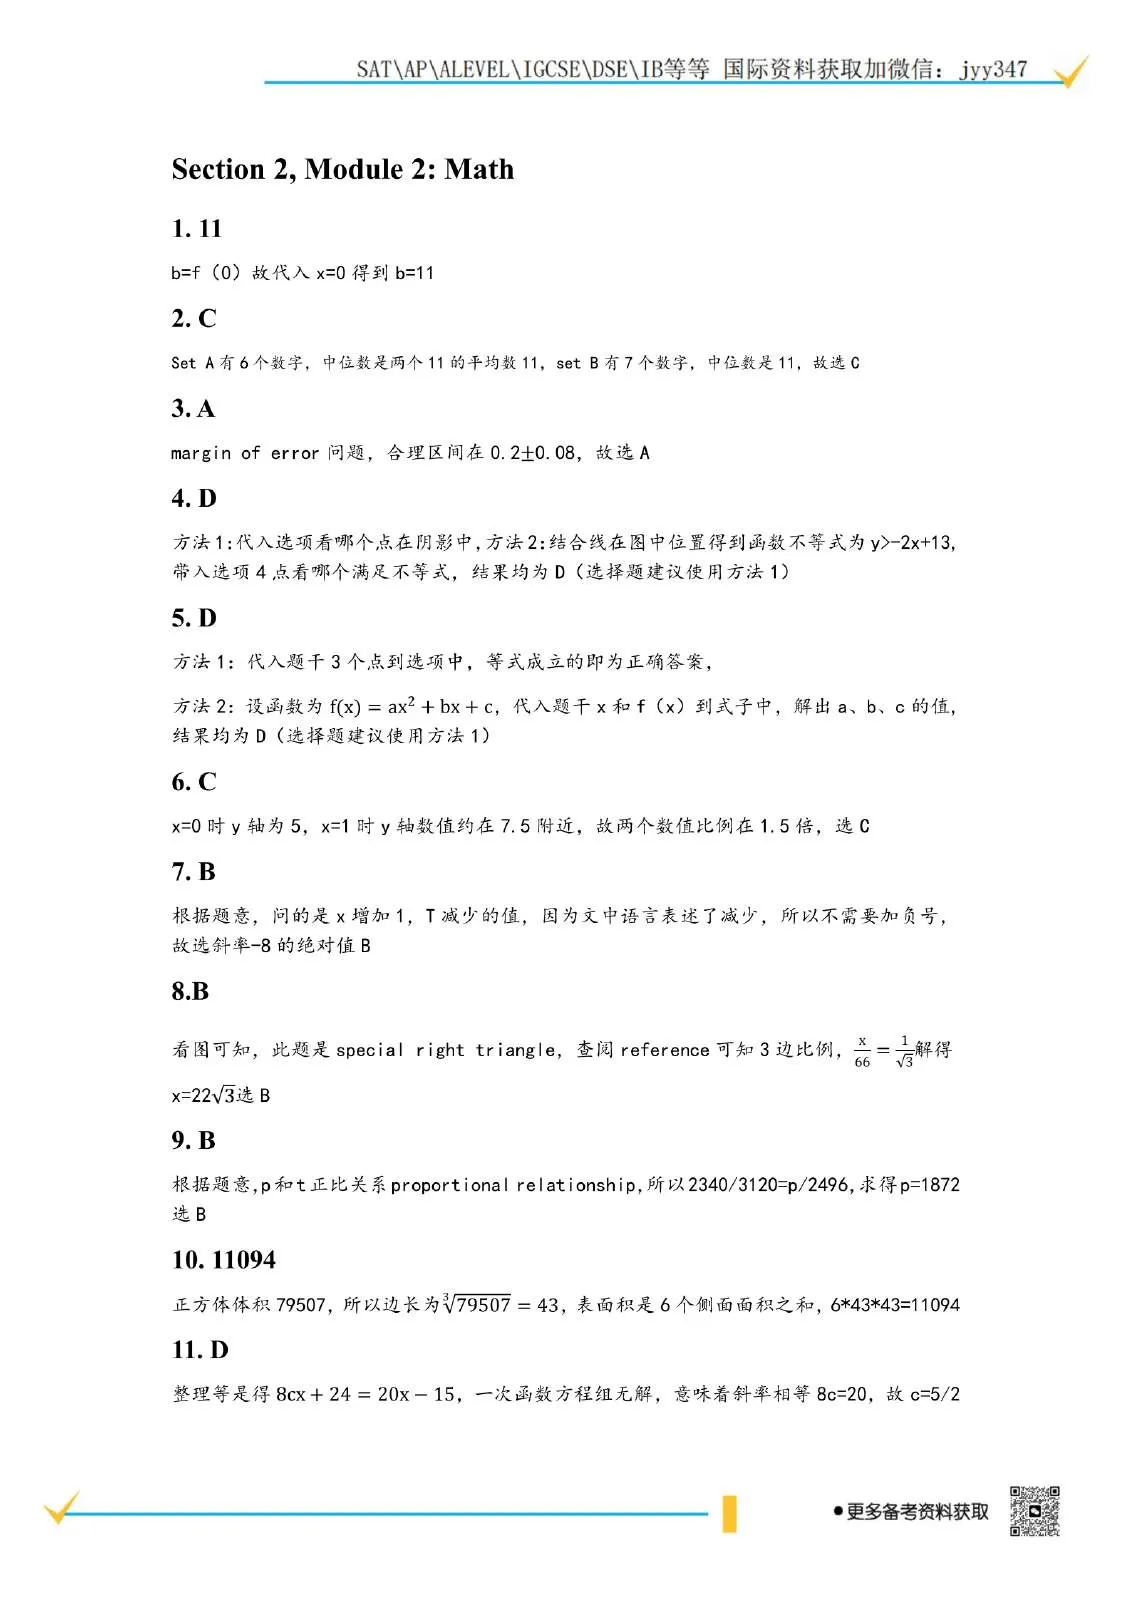 SAT\AP\ALEVEL\IGCSE\DSE\IB等等 国际资料获取加微信：jyy347
Section 2, Module 2: Math
1. 11
b=f（0）故代入 x=0 得到 b=11
2. C
Set A 有 6 个数字，中位数是两个 11 的平均数 11，set B 有 7 个数字，中位数是 11，故选 C
3. A
margin of error 问题，合理区间在 0.2±0.08，故选 A
4. D
方法 1：代入选项看哪个点在阴影中，方法 2：结合线在图中位置得到函数不等式为 y>-2x+13，
带入选项 4 点看哪个满足不等式，结果均为 D（选择题建议使用方法 1）
5. D
方法 1：代入题干 3 个点到选项中，等式成立的即为正确答案，
方法 2：设函数为 f(x) = ax² + bx + c，代入题干 x 和 f（x）到式子中，解出 a、b、c 的值，
结果均为 D（选择题建议使用方法 1）
6. C
x=0 时 y 轴为 5，x=1 时 y 轴数值约在 7.5 附近，故两个数值比例在 1.5 倍，选 C
7. B
根据题意，问的是 x 增加 1，T 减少的值，因为文中语言表述了减少，所以不需要加负号，
故选斜率-8 的绝对值 B
8.B
看图可知，此题是 special right triangle，查阅 reference 可知 3 边比例，x/66 = 1/√3 解得
x=22√3选 B
9. B
根据题意，p 和 t 正比关系 proportional relationship，所以 2340/3120=p/2496，求得 p=1872
选 B
10. 11094
正方体体积 79507，所以边长为∛79507 = 43，表面积是 6 个侧面面积之和，6*43*43=11094
11. D
整理等是得 8cx + 24 = 20x − 15，一次函数方程组无解，意味着斜率相等 8c=20，故 c=5/2
●更多备考资料获取